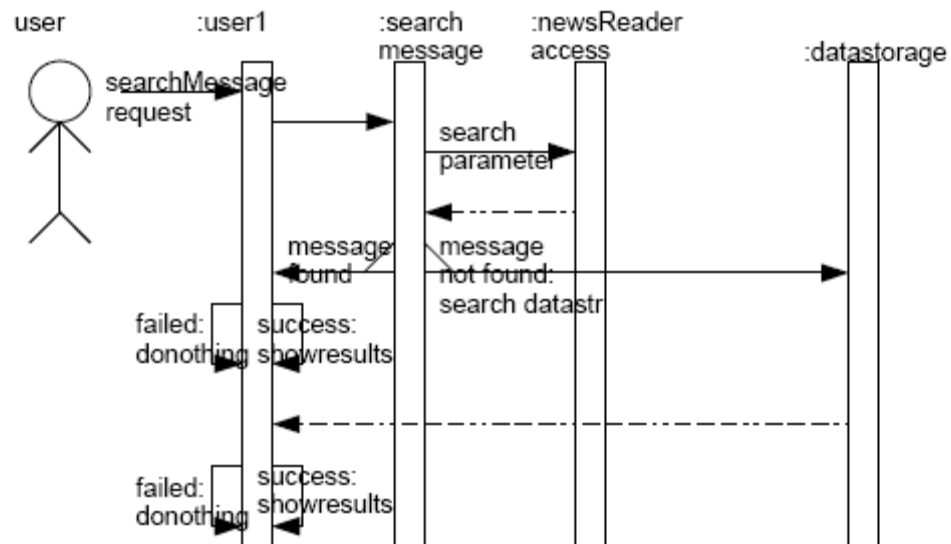 user
:user1
:search
message
:newsReader
access
:datastorage
searchMessage
request
search
parameter
message
found
message
not found:
search datastr
failed:
donothing
success:
showresults
failed:
donothing
success:
showresults